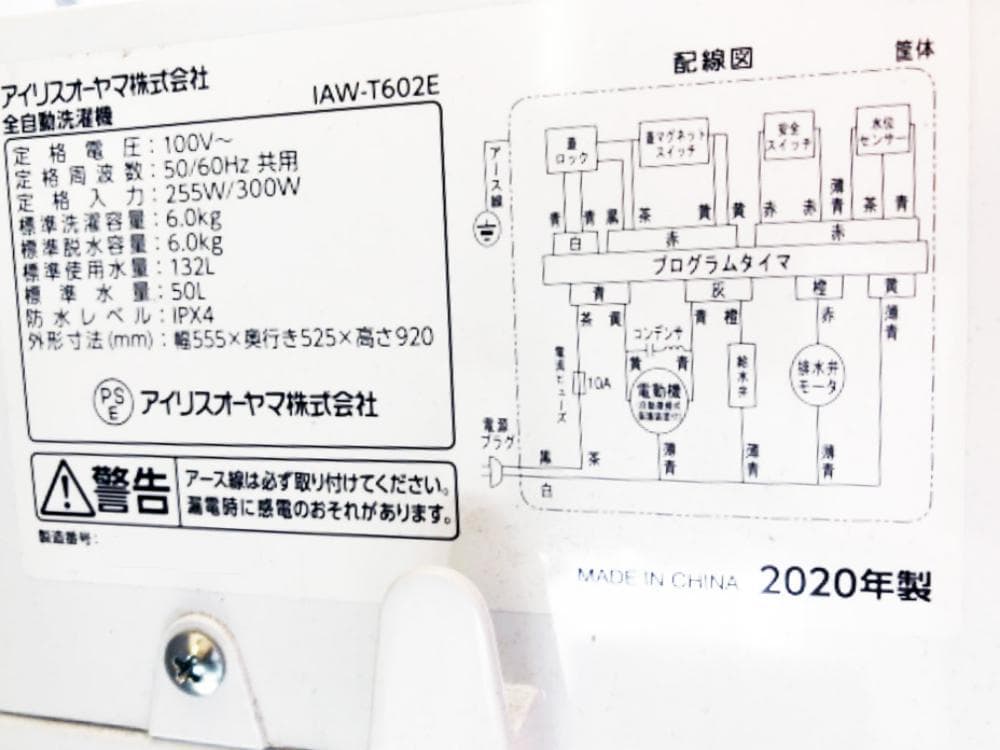 アイリスオーヤマ株式会社
全自動洗濯機 IAW-T602E
定格電圧:100V~
定格周波数:50/60Hz 共用
定格入力:255W/300W
標準洗濯容量:6.0kg
標準脱水容量:6.0kg
標準使用水量:132L
標準水量:50L
防水レベル:IPX4
外形寸法(mm):幅555×奥行き525×高さ920
PS
E アイリスオーヤマ株式会社
警告
アース線は必ず取り付けてください。
漏電時に感電のおそれがあります。
製造番号:
配線図
筐体
アース線
蓋
ロック
蓋マグネット
スイッチ
安全
スイッチ
水位
センサー
青 青 黒 茶 黄 黄 赤 赤 薄青 茶 青
白 赤 赤
プログラムタイマ
青 灰 橙 黄
茶 黄 コンデンサ 青 橙 赤 薄青
電流ヒューズ
10A
黄 青
電動機
給水弁
排水弁
モータ
電源
プラグ
黒 茶 薄青 薄青 薄青
白
MADE IN CHINA 2020年製